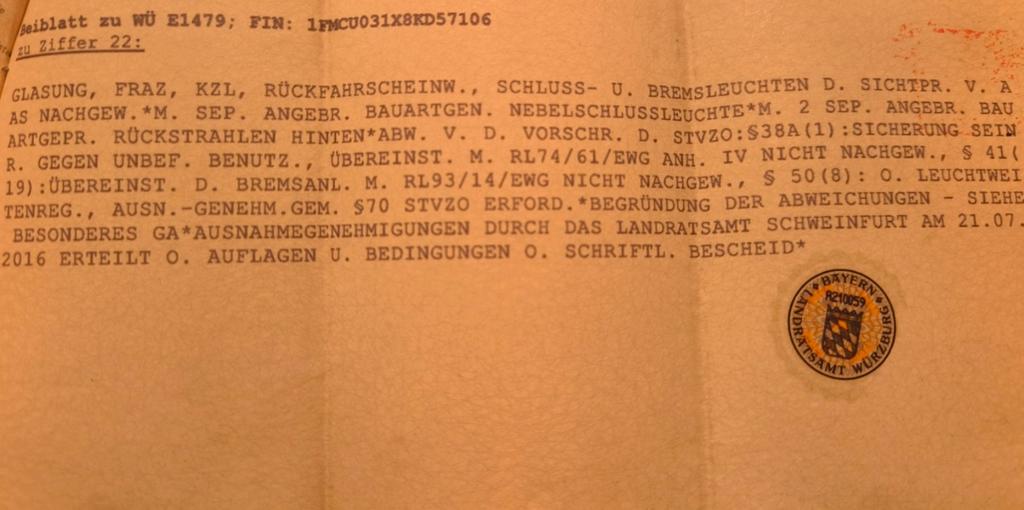 Beiblatt zu WÜ E1479; FIN: 1FMCU031X8KD57106
zu Ziffer 22:
GLASUNG, FRAZ, KZL, RÜCKFAHRSCHEINW., SCHLUSS- U. BREMSLEUCHTEN D. SICHTPR. V. A
AS NACHGEW.*M. SEP. ANGEBR. BAUARTGEN. NEBELSCHLUSSLEUCHTE*M. 2 SEP. ANGEBR. BAU
ARTGEPR. RÜCKSTRAHLEN HINTEN*ABW. V. D. VORSCHR. D. STVZO:§38A(1):SICHERUNG SEIN
R. GEGEN UNBEF. BENUTZ., ÜBEREINST. M. RL74/61/EWG ANH. IV NICHT NACHGEW., § 41(
19):ÜBEREINST. D. BREMSANL. M. RL93/14/EWG NICHT NACHGEW., § 50(8): O. LEUCHTWEI
TENREG., AUSN.-GENEHM.GEM. §70 STVZO ERFORD.*BEGRÜNDUNG DER ABWEICHUNGEN - SIEHE
BESONDERES GA*AUSNAHMEGENEHMIGUNGEN DURCH DAS LANDRATSAMT SCHWEINFURT AM 21.07.
2016 ERTEILT O. AUFLAGEN U. BEDINGUNGEN O. SCHRIFTL. BESCHEID*
BAYERN
R210059
LANDRATSAMT WÜRZBURG